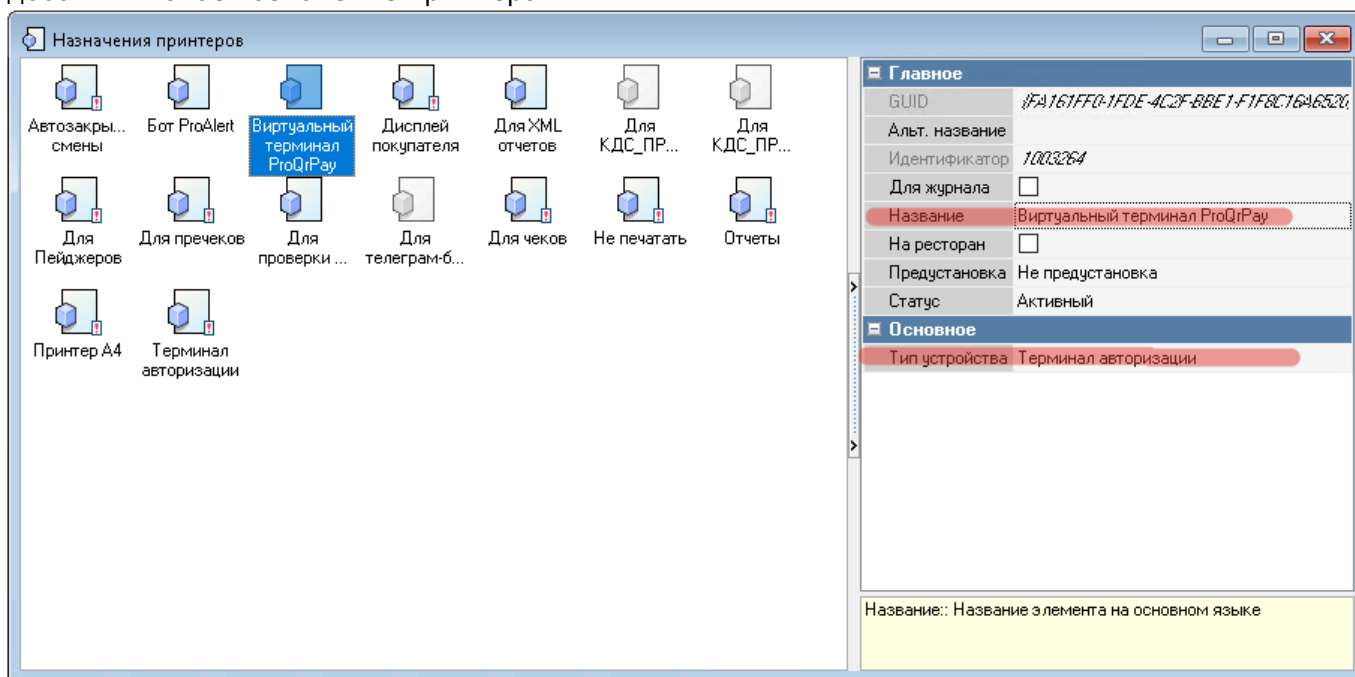 Назначения принтеров
Автозакры...
смены
Бот ProAlert
Виртуальный
терминал
ProQrPay
Дисплей
покупателя
Для XML
отчетов
Для
КДС_ПР...
Для
КДС_ПР...
Для
Пейджеров
Для пречеков
Для
проверки ...
Для
телеграм-б...
Для чеков
Не печатать
Отчеты
Принтер А4
Терминал
авторизации
Главное
GUID {FA161FF0-1FDE-4C2F-BBE1-F1F8C16A6520,
Альт. название
Идентификатор 1003264
Для журнала
Название Виртуальный терминал ProQrPay
На ресторан
Предустановка Не предустановка
Статус Активный
Основное
Тип устройства Терминал авторизации
Название:: Название элемента на основном языке